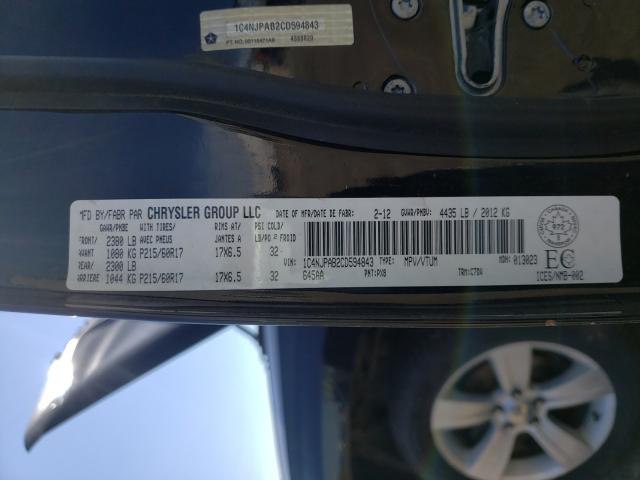 1C4NJPAB2CD594843
MFD BY/FABR PAR CHRYSLER GROUP LLC DATE OF MFR/DATE DE FABR: 2-12 GVWR/PMBV: 4435 LB / 2012 KG
GAWR/PNBE WITH TIRES/ RIMS AT/ PSI COLD/
FRONT/ 2380 LB AVEC PNEUS JANTES A LB/PO² FROID
AVANT 1080 KG P215/60R17 17X6.5 32 VIN: 1C4NJPAB2CD594843 TYPE: MPV/VTUM MDH: 013023
REAR/ 2300 LB
ARRIERE 1044 KG P215/60R17 17X6.5 32 645AA PNT: PX8 TRM: C7DV
EC
ICES/NMB-002